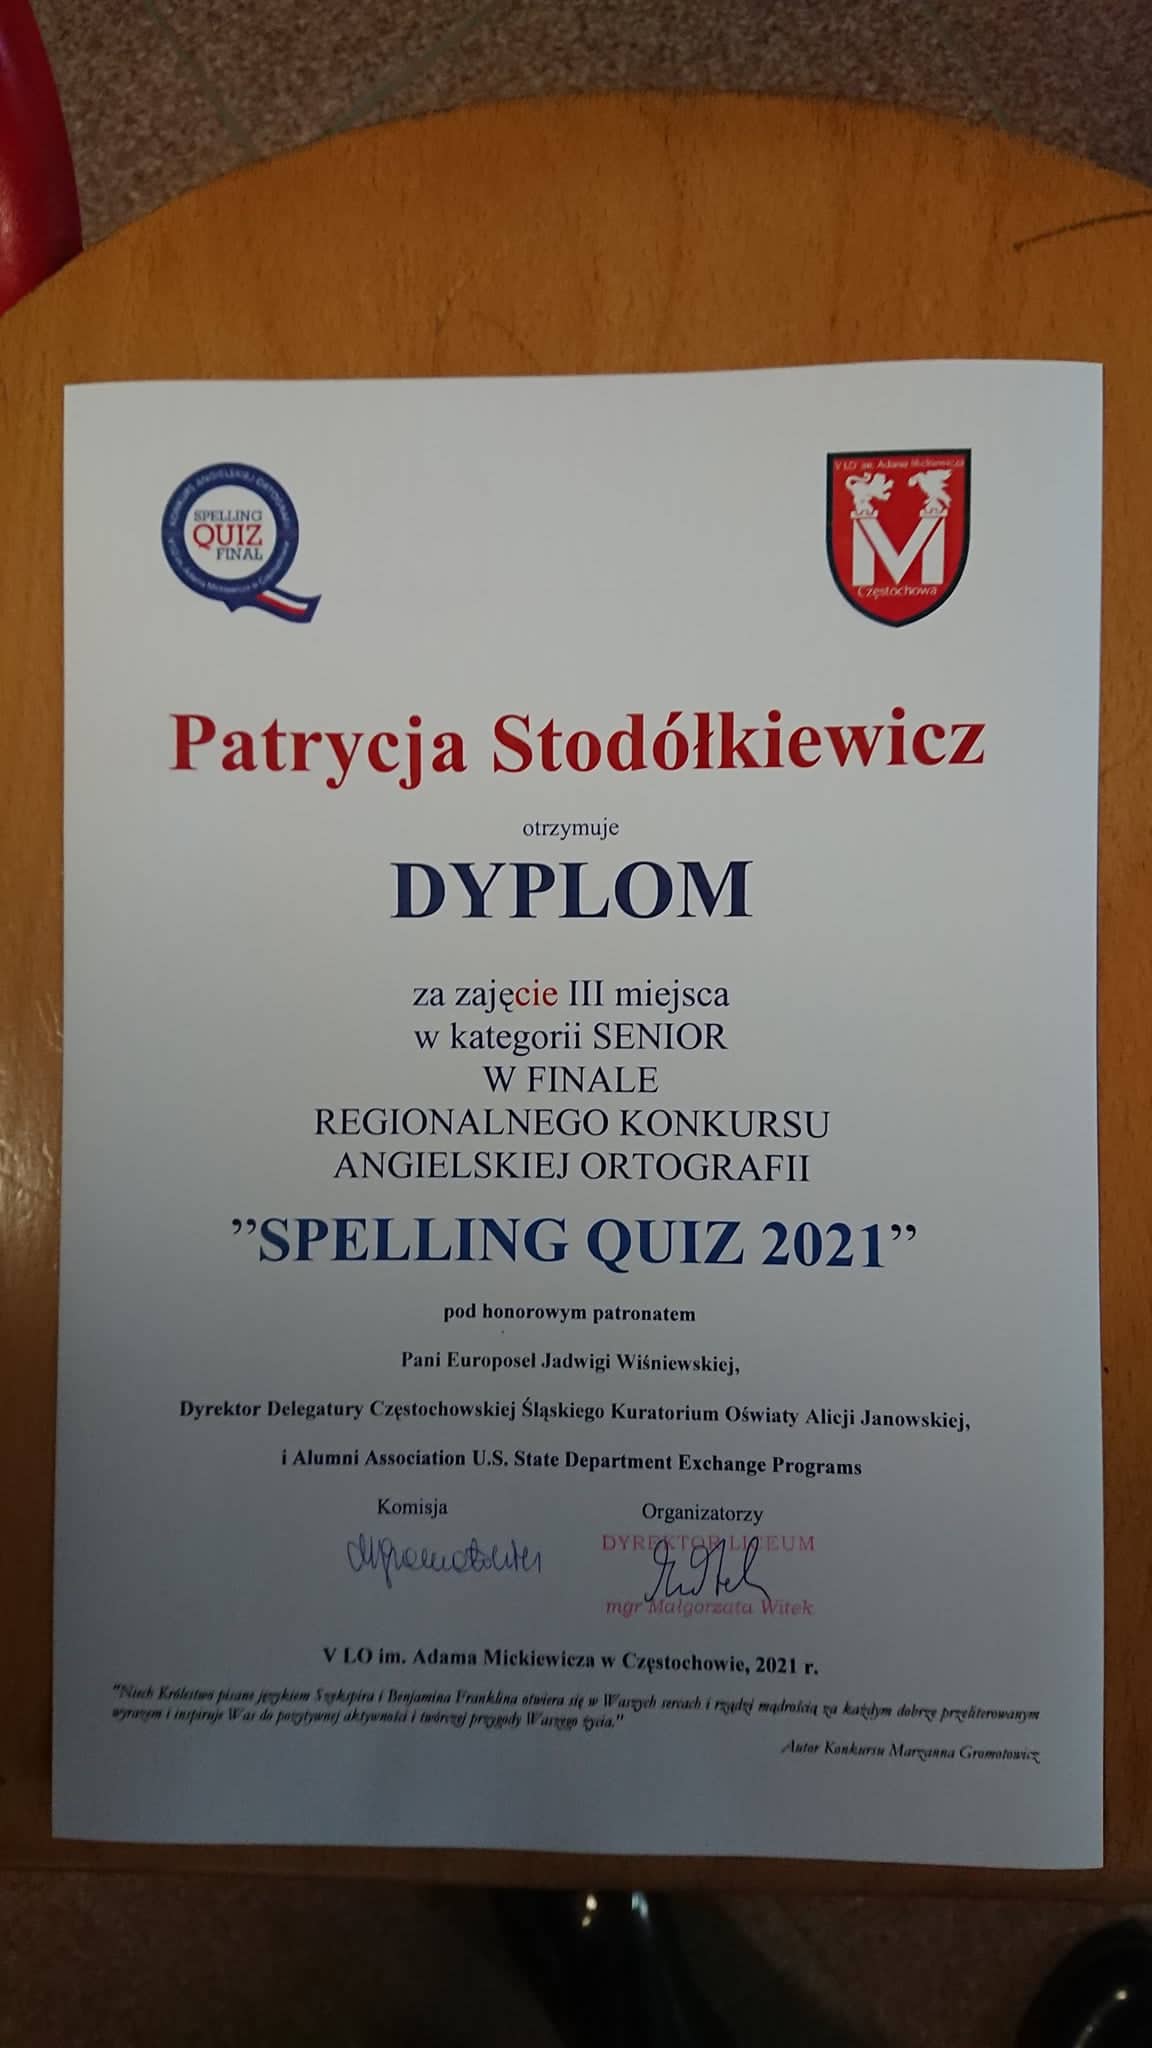 SPELLING
QUIZ
FINAL
V LO im. Adama Mickiewicza
M
Częstochowa
Patrycja Stodółkiewicz
otrzymuje
DYPLOM
za zajęcie III miejsca
w kategorii SENIOR
W FINALE
REGIONALNEGO KONKURSU
ANGIELSKIEJ ORTOGRAFII
”SPELLING QUIZ 2021”
pod honorowym patronatem
Pani Europoseł Jadwigi Wiśniewskiej,
Dyrektor Delegatury Częstochowskiej Śląskiego Kuratorium Oświaty Alicji Janowskiej,
i Alumni Association U.S. State Department Exchange Programs
Komisja
Organizatorzy
DYREKTOR LICEUM
mgr Małgorzata Witek
V LO im. Adama Mickiewicza w Częstochowie, 2021 r.
"Niech Królestwo pisane językiem Szekspira i Benjamina Franklina otwiera się w Waszych sercach i rządzi mądrością za każdym dobrze przeliterowanym
wyrazem i inspiruje Was do pozytywnej aktywności i twórczej przygody Waszego życia."
Autor Konkursu Marzanna Gromotowicz